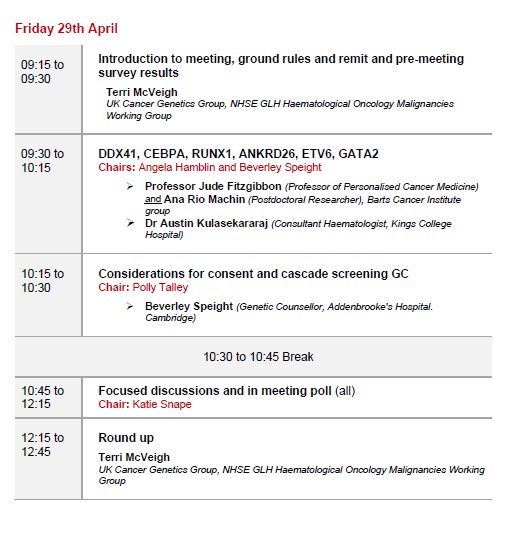 Friday 29th April
09:15 to
09:30
Introduction to meeting, ground rules and remit and pre-meeting
survey results
Terri McVeigh
UK Cancer Genetics Group, NHSE GLH Haematological Oncology Malignancies
Working Group
09:30 to
10:15
DDX41, CEBPA, RUNX1, ANKRD26, ETV6, GATA2
Chairs: Angela Hamblin and Beverley Speight
➢ Professor Jude Fitzgibbon (Professor of Personalised Cancer Medicine)
and Ana Rio Machin (Postdoctoral Researcher), Barts Cancer Institute
group
➢ Dr Austin Kulasekararaj (Consultant Haematologist, Kings College
Hospital)
10:15 to
10:30
Considerations for consent and cascade screening GC
Chair: Polly Talley
➢ Beverley Speight (Genetic Counsellor, Addenbrooke's Hospital.
Cambridge)
10:30 to 10:45 Break
10:45 to
12:15
Focused discussions and in meeting poll (all)
Chair: Katie Snape
12:15 to
12:45
Round up
Terri McVeigh
UK Cancer Genetics Group, NHSE GLH Haematological Oncology Malignancies Working
Group